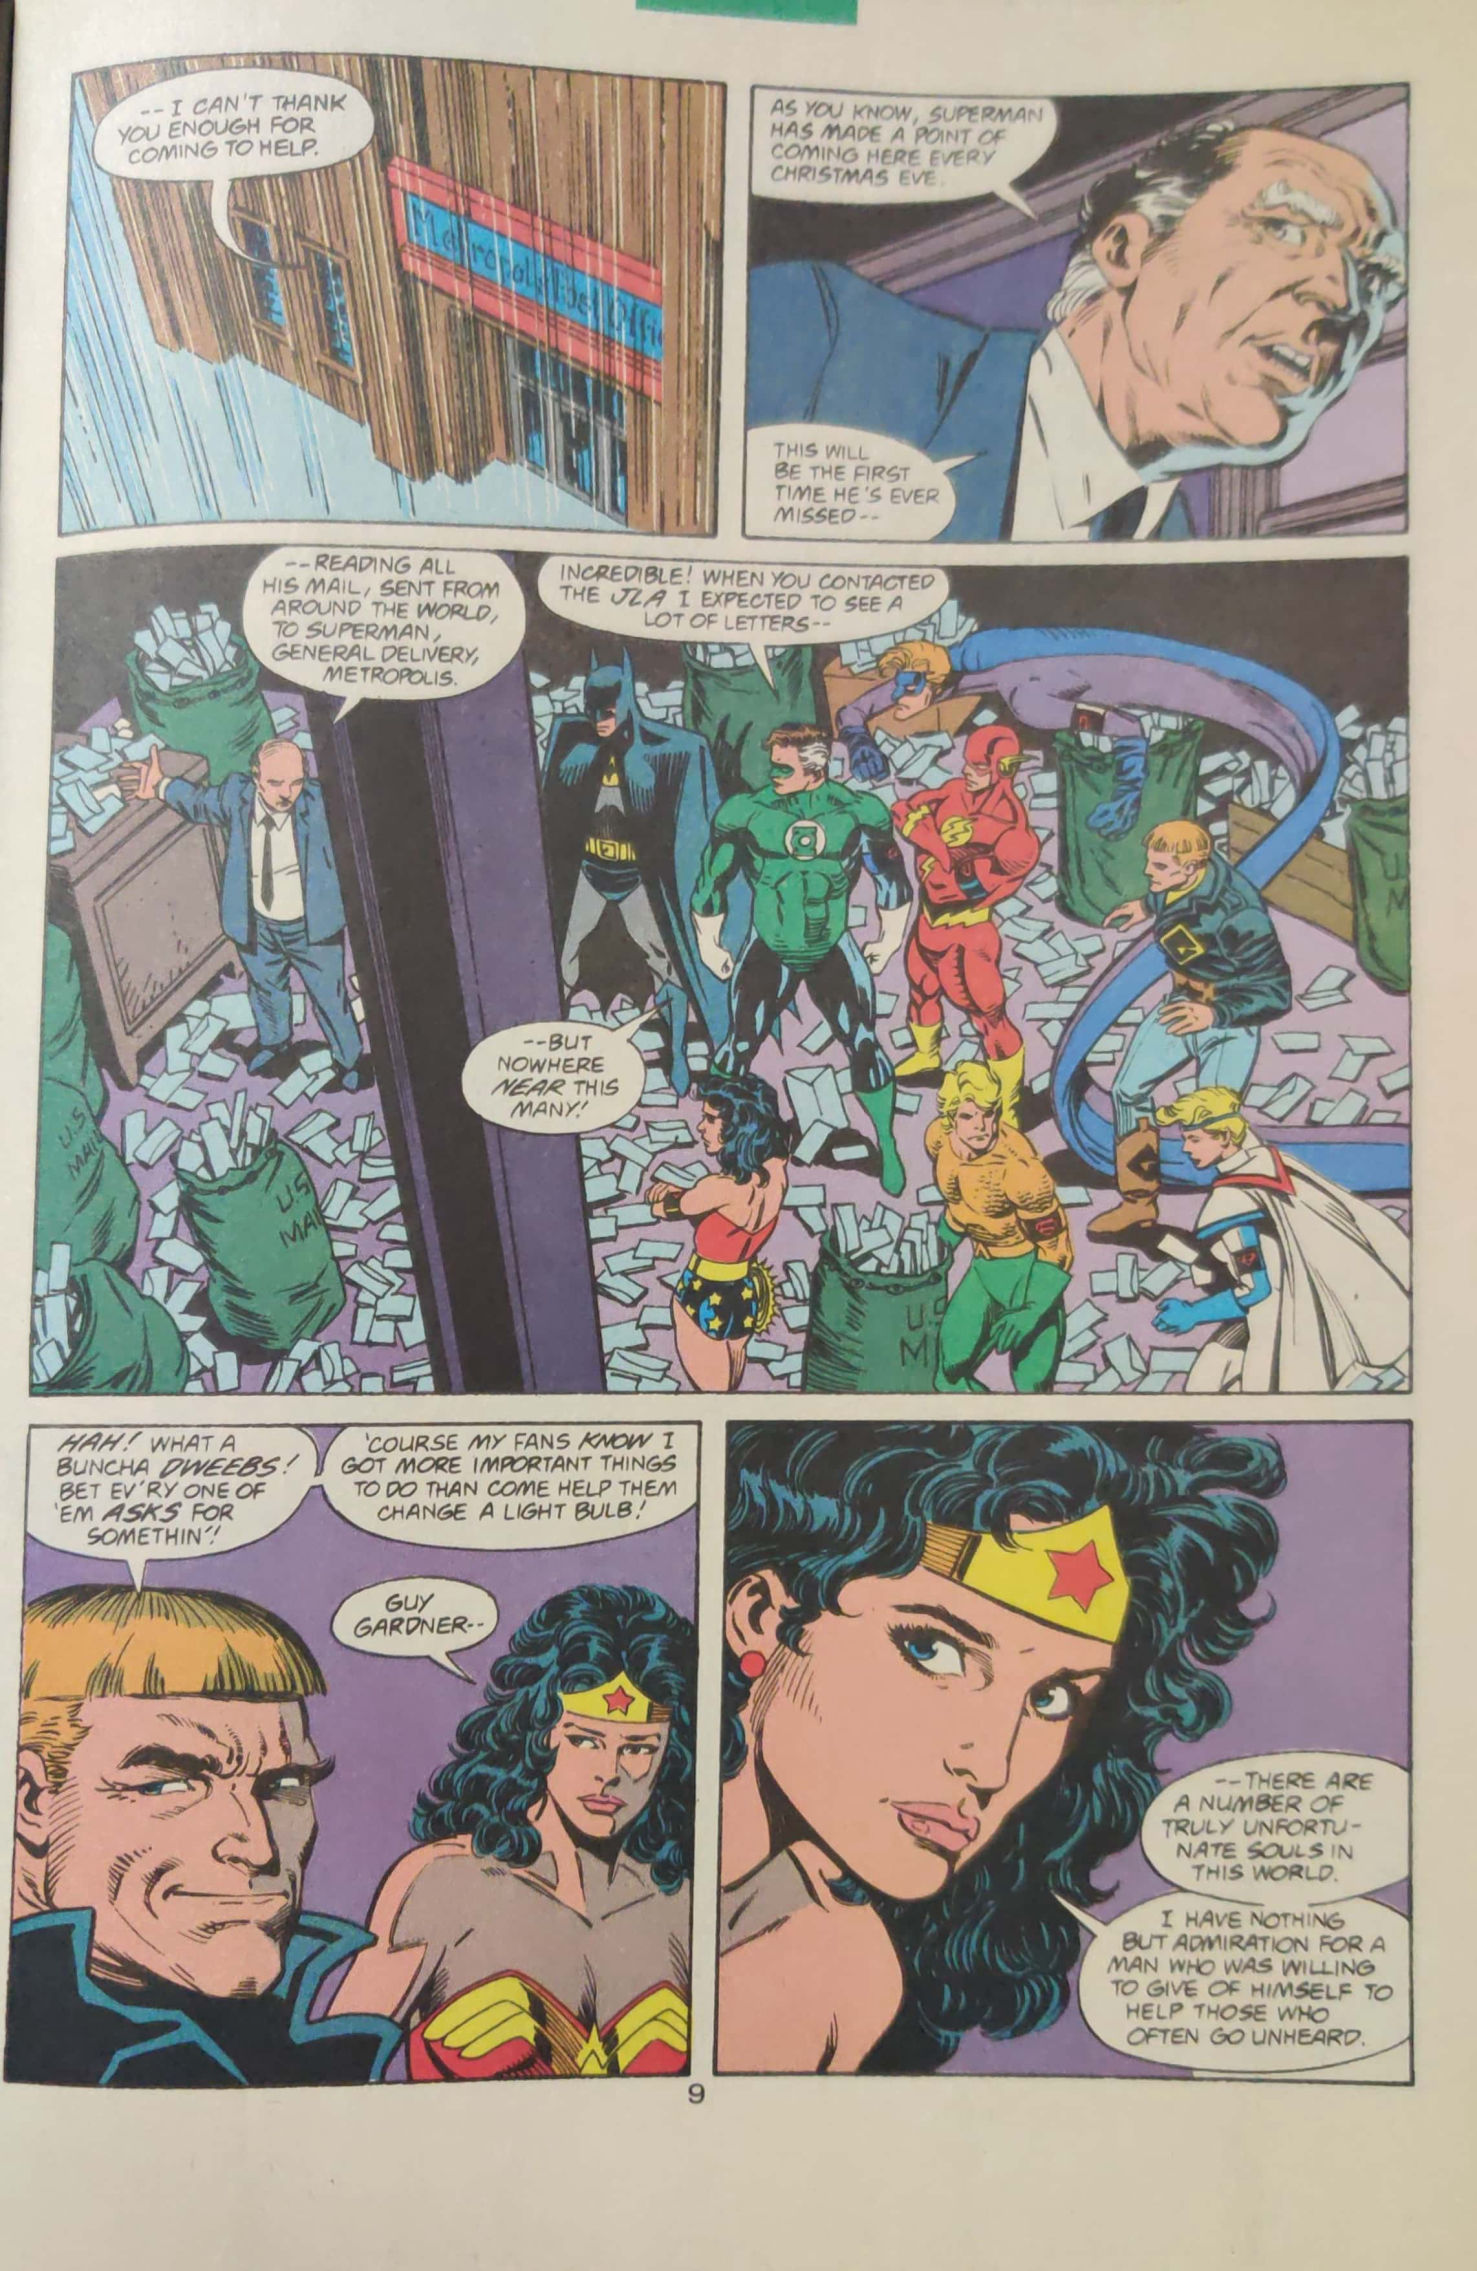 -- I CAN'T THANK
YOU ENOUGH FOR
COMING TO HELP.
Metropolis Post Offic
AS YOU KNOW, SUPERMAN
HAS MADE A POINT OF
COMING HERE EVERY
CHRISTMAS EVE.
THIS WILL
BE THE FIRST
TIME HE'S EVER
MISSED--
--READING ALL
HIS MAIL, SENT FROM
AROUND THE WORLD,
TO SUPERMAN,
GENERAL DELIVERY,
METROPOLIS.
INCREDIBLE! WHEN YOU CONTACTED
THE JLA I EXPECTED TO SEE A
LOT OF LETTERS--
--BUT
NOWHERE
NEAR THIS
MANY!
U.S
MAIL
U.S
MAIL
U.S
M
U.
M
HAH! WHAT A
BUNCHA DWEEBS!
BET EV'RY ONE OF
'EM ASKS FOR
SOMETHIN'!
'COURSE MY FANS KNOW I
GOT MORE IMPORTANT THINGS
TO DO THAN COME HELP THEM
CHANGE A LIGHT BULB!
GUY
GARDNER--
--THERE ARE
A NUMBER OF
TRULY UNFORTU-
NATE SOULS IN
THIS WORLD.
I HAVE NOTHING
BUT ADMIRATION FOR A
MAN WHO WAS WILLING
TO GIVE OF HIMSELF TO
HELP THOSE WHO
OFTEN GO UNHEARD.
9